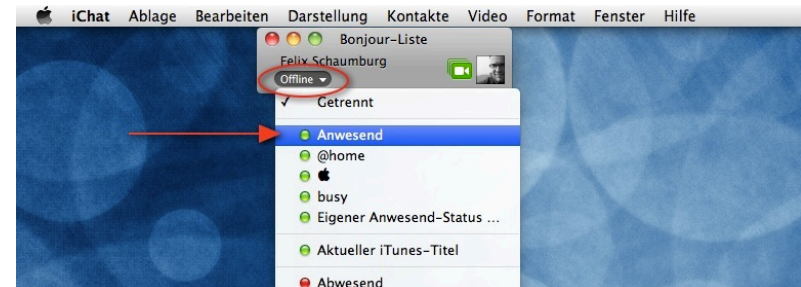 iChat Ablage Bearbeiten Darstellung Kontakte Video Format Fenster Hilfe
Bonjour-Liste
Felix Schaumburg
Offline
✓ Getrennt
Anwesend
@home
busy
Eigener Anwesend-Status ...
Aktueller iTunes-Titel
Abwesend